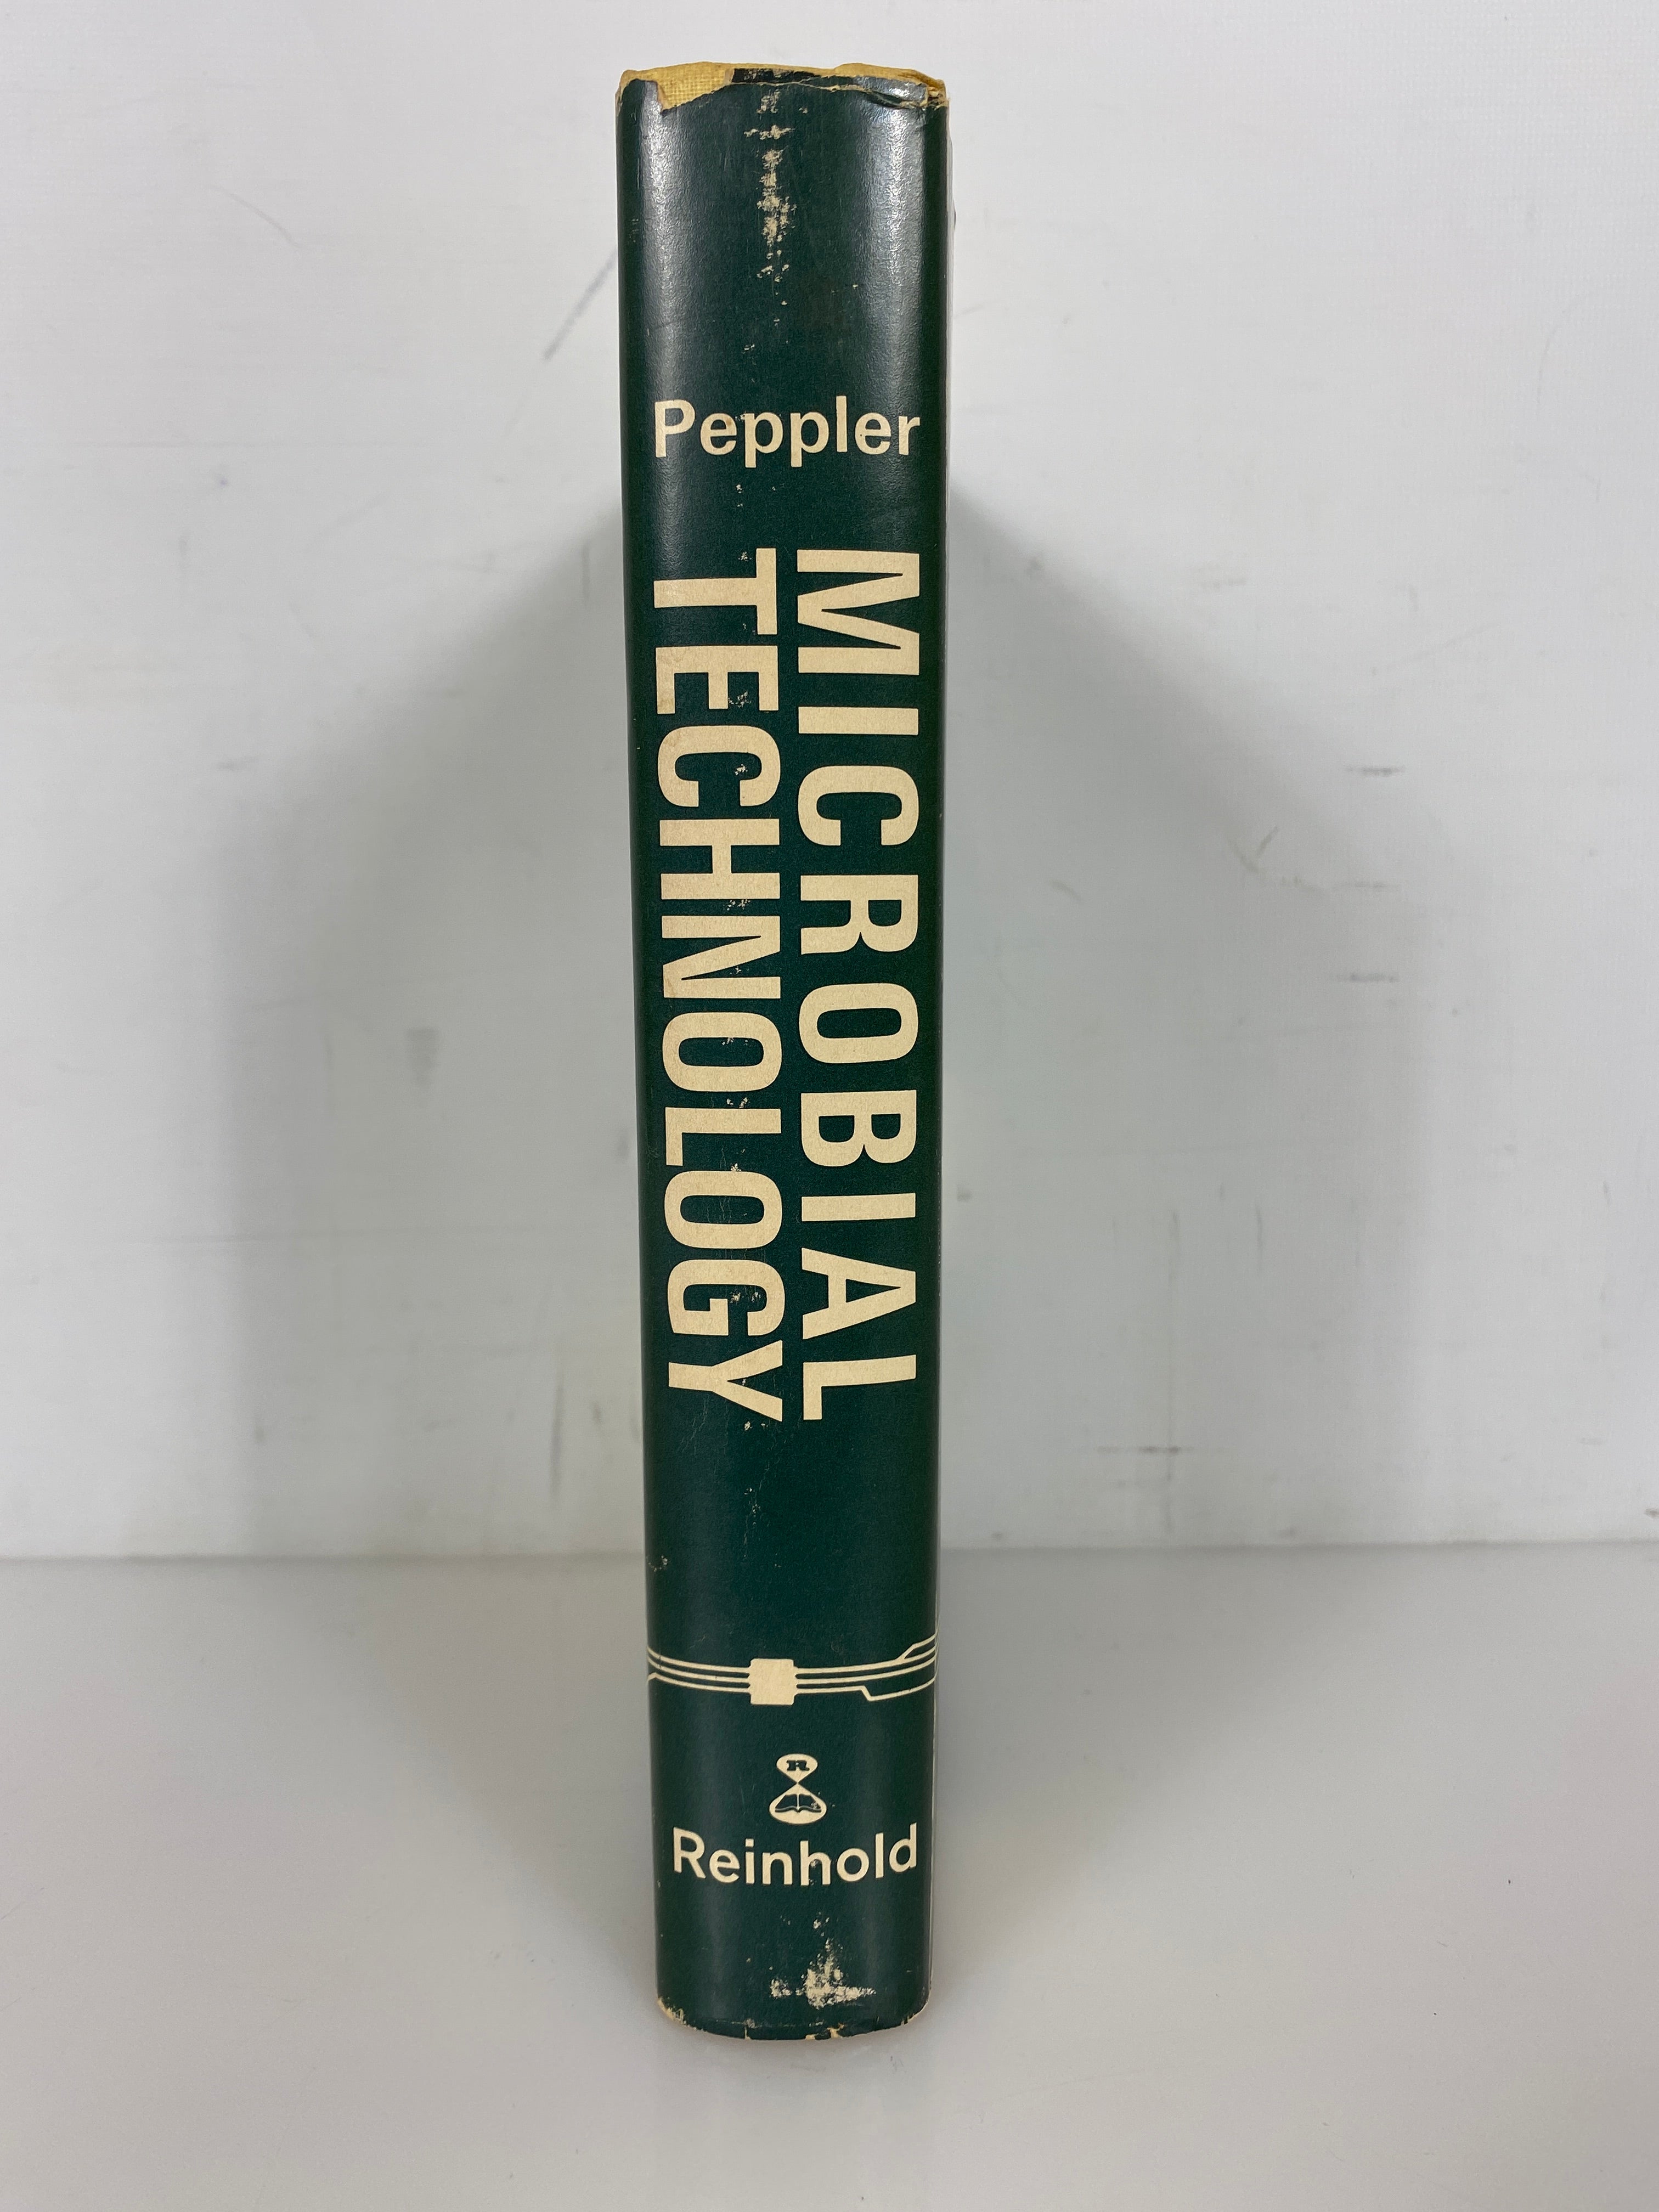 Peppler
MICROBIAL
TECHNOLOGY
R
Reinhold